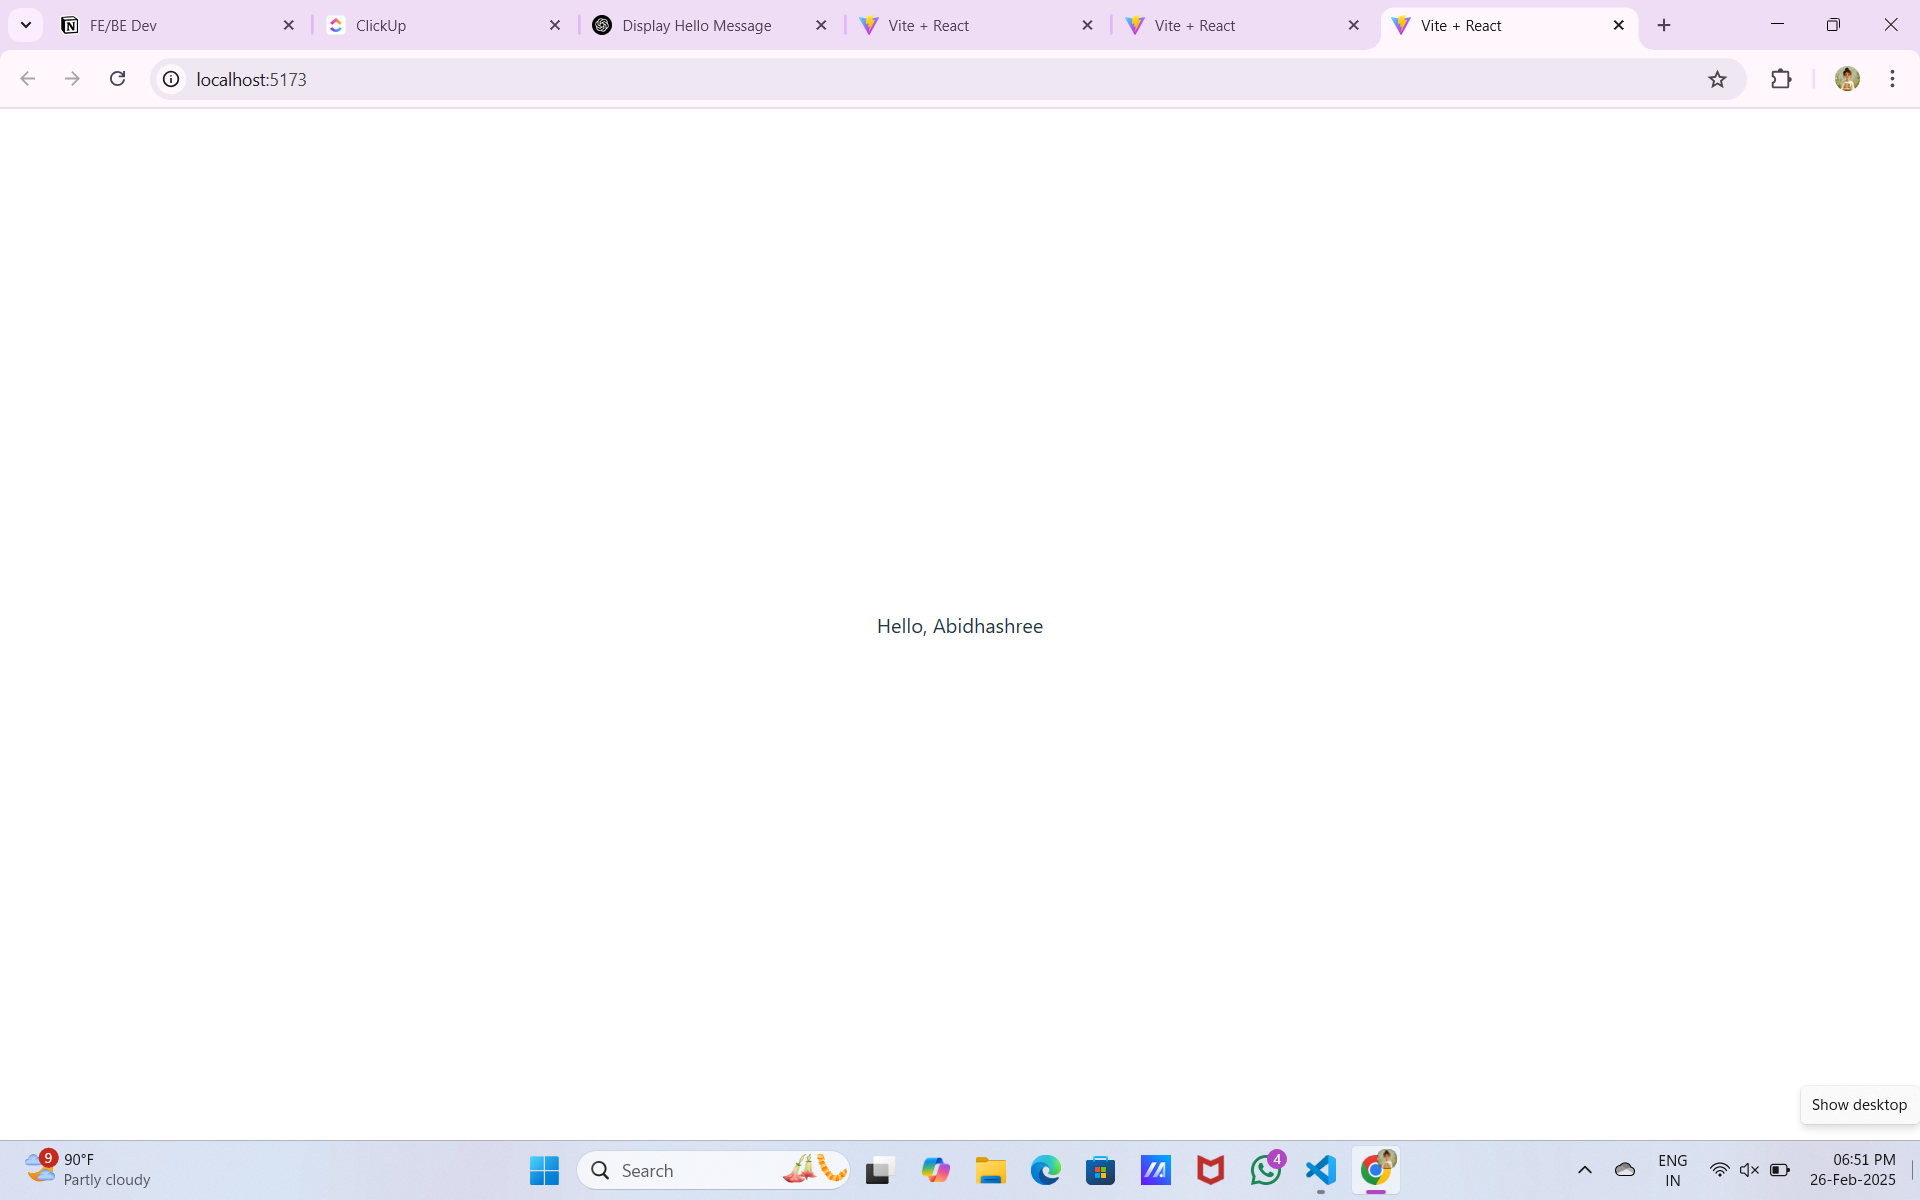 FE/BE Dev
ClickUp
Display Hello Message
Vite + React
Vite + React
Vite + React
localhost:5173
Hello, Abidhashree
Show desktop
9
90°F
Partly cloudy
Search
4
ENG
IN
06:51 PM
26-Feb-2025